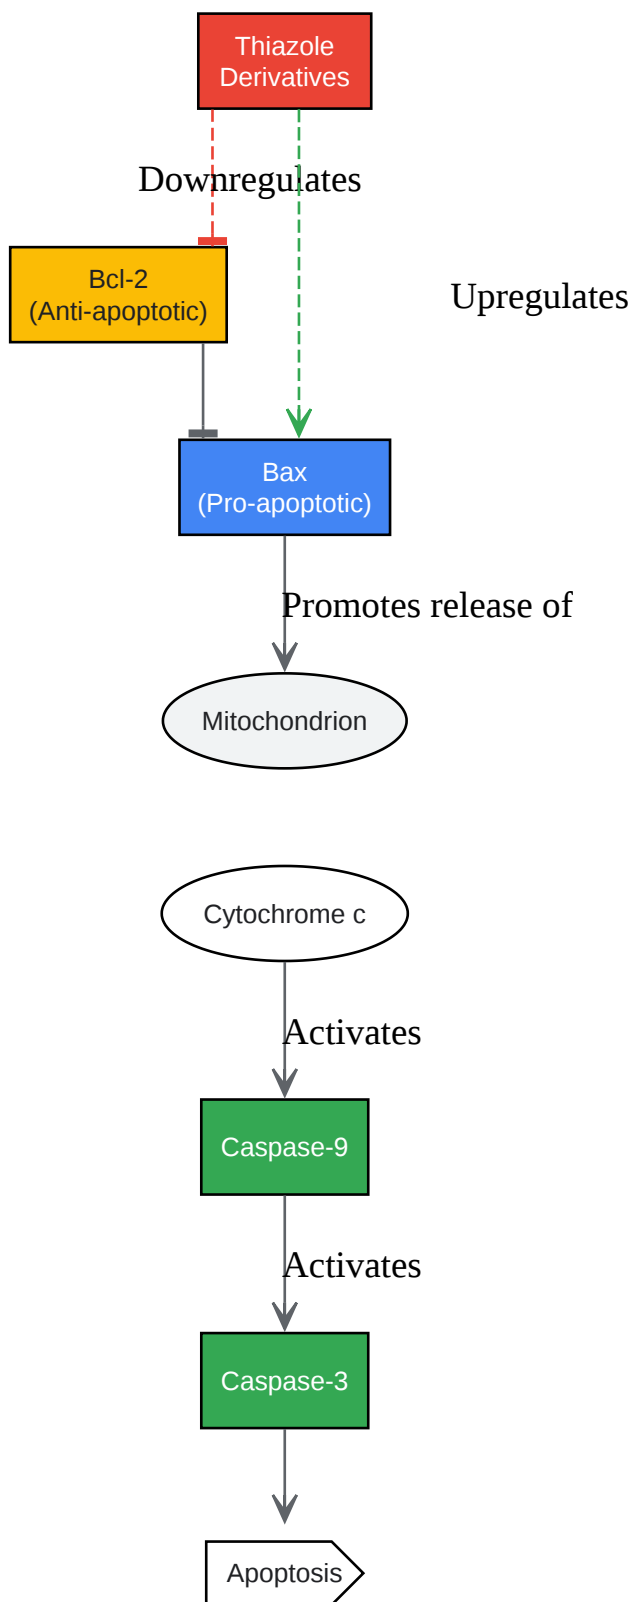 Thiazole
Derivatives
Downregulates
Bcl-2
(Anti-apoptotic)
Upregulates
Bax
(Pro-apoptotic)
Promotes release of
Mitochondrion
Cytochrome c
Activates
Caspase-9
Activates
Caspase-3
Apoptosis